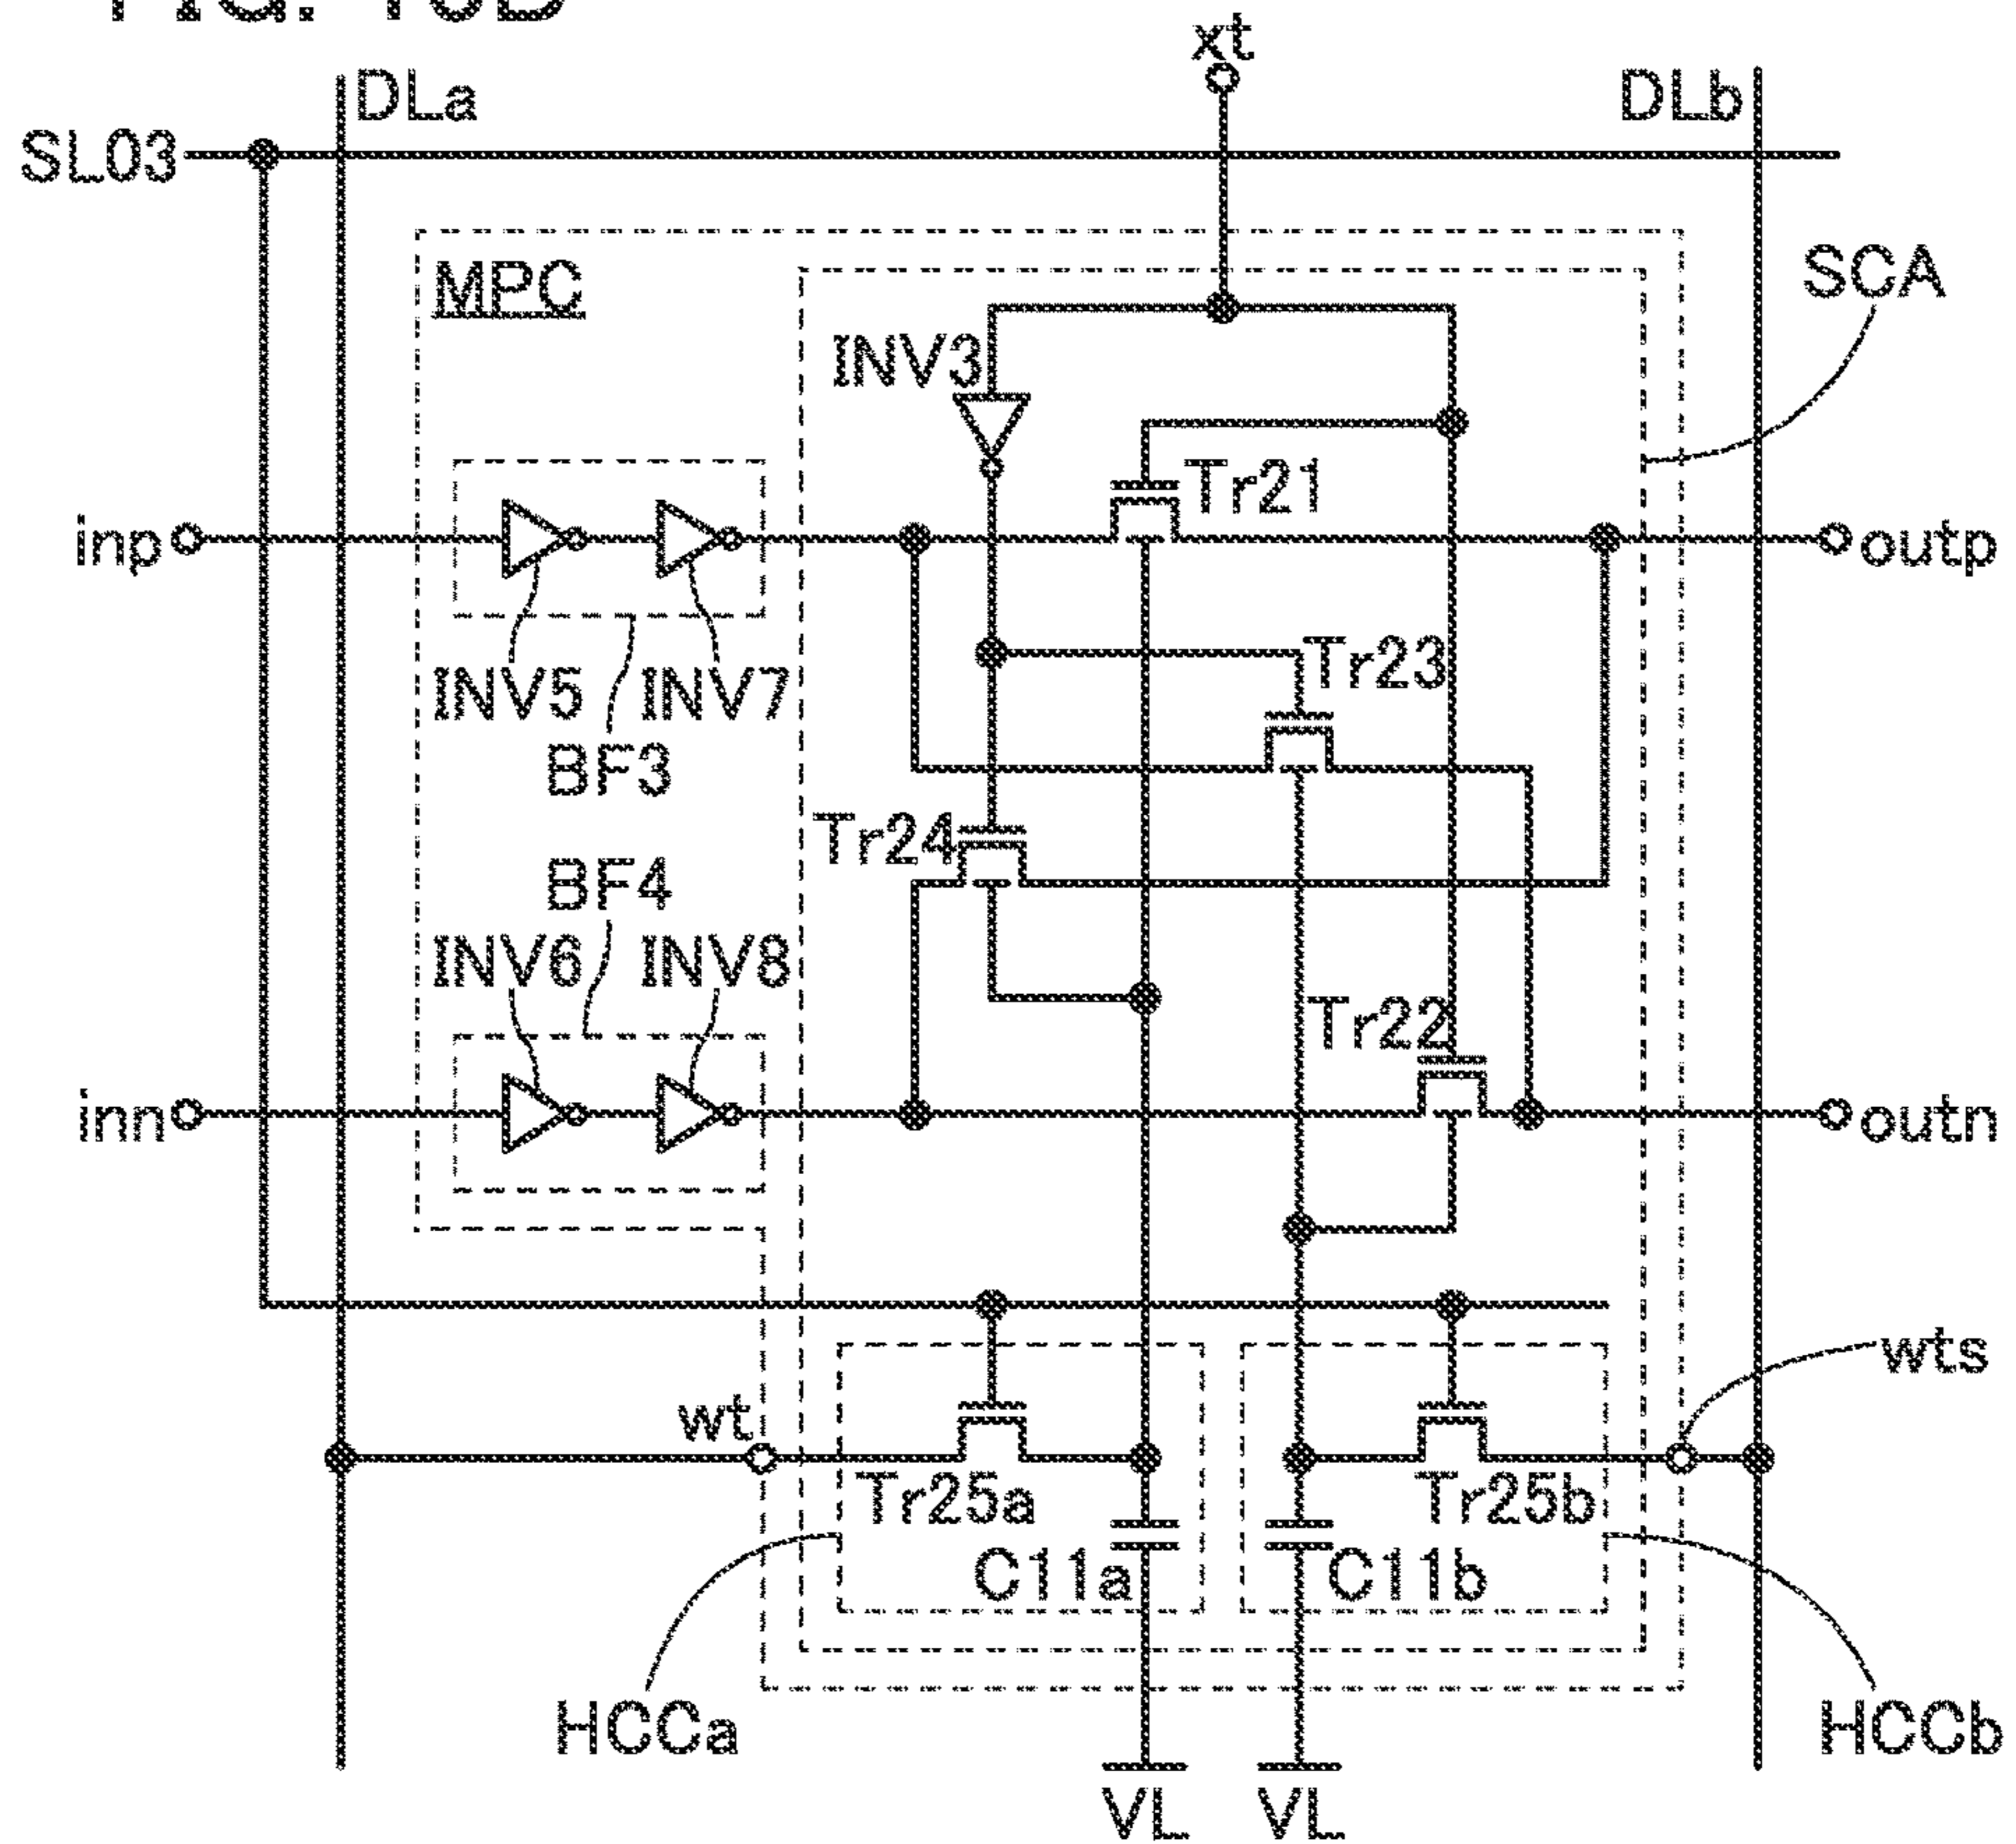 xt
DLa
DLb
SL03
MPC
SCA
INV3
Tr21
inp
outp
Tr23
INV5
INV7
BF3
Tr24
BF4
INV6
INV8
Tr22
inn
outn
wt
wts
Tr25a
Tr25b
C11a
C11b
HCCa
HCCb
VL
VL